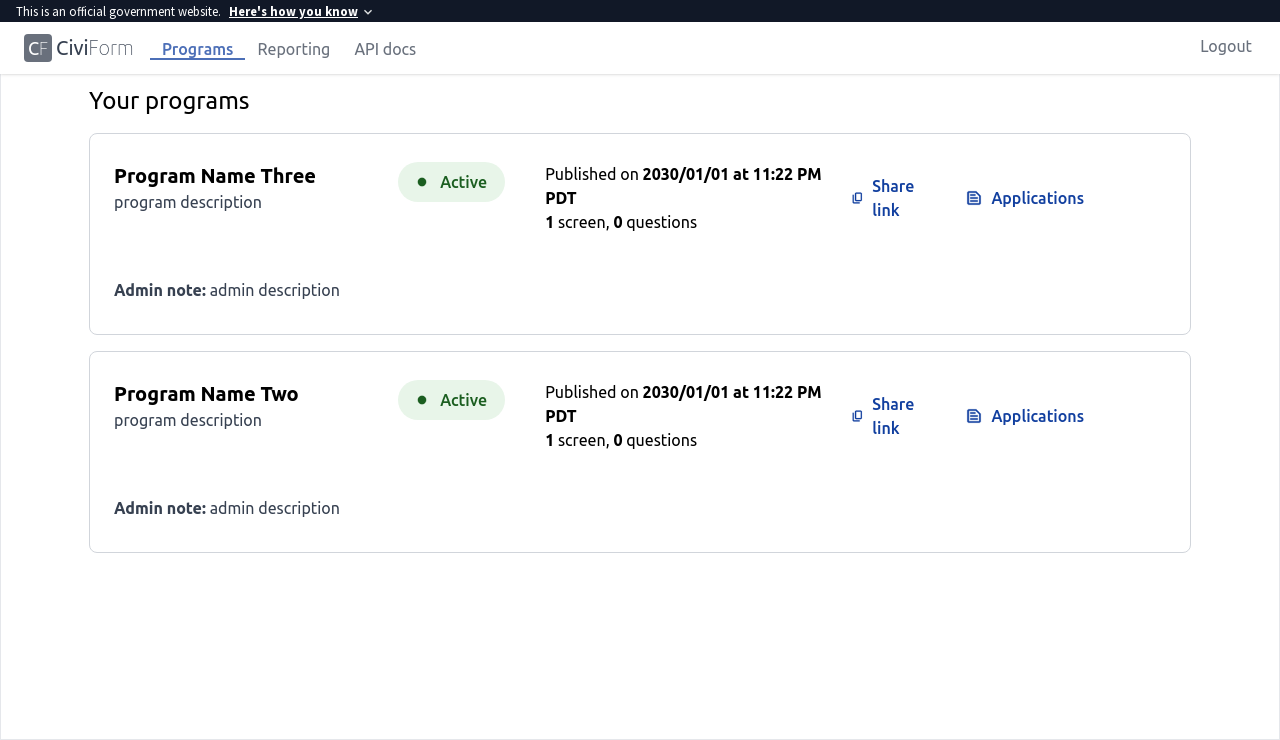 This is an official government website. Here's how you know
CF CiviForm Programs Reporting API docs Logout
Your programs
Program Name Three
program description
Active
Published on 2030/01/01 at 11:22 PM
PDT
1 screen, 0 questions
Share
link
Applications
Admin note: admin description
Program Name Two
program description
Active
Published on 2030/01/01 at 11:22 PM
PDT
1 screen, 0 questions
Share
link
Applications
Admin note: admin description